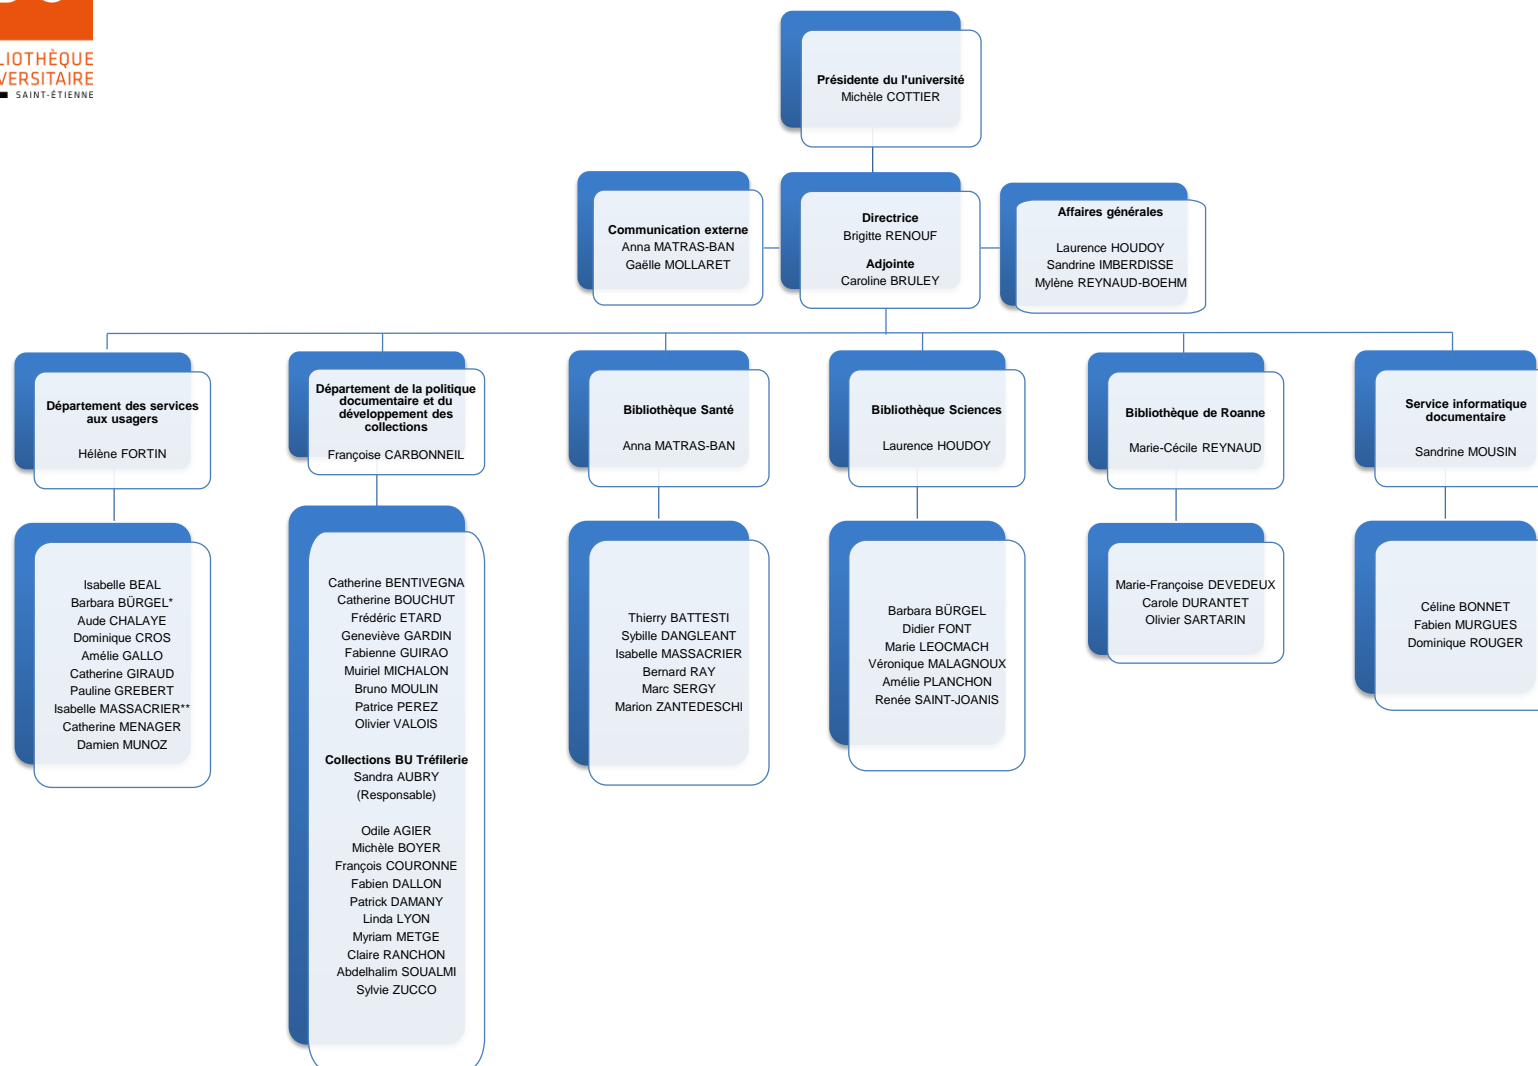 LIOTHÈQUE
VERSITAIRE
SAINT-ÉTIENNE
Présidente du l'université
Michèle COTTIER
Communication externe
Anna MATRAS-BAN
Gaëlle MOLLARET
Directrice
Brigitte RENOUF
Adjointe
Caroline BRULEY
Affaires générales
Laurence HOUDOY
Sandrine IMBERDISSE
Mylène REYNAUD-BOEHM
Département des services
aux usagers
Hélène FORTIN
Département de la politique
documentaire et du
développement des
collections
Françoise CARBONNEIL
Bibliothèque Santé
Anna MATRAS-BAN
Bibliothèque Sciences
Laurence HOUDOY
Bibliothèque de Roanne
Marie-Cécile REYNAUD
Service informatique
documentaire
Sandrine MOUSIN
Isabelle BEAL
Barbara BÜRGEL*
Aude CHALAYE
Dominique CROS
Amélie GALLO
Catherine GIRAUD
Pauline GREBERT
Isabelle MASSACRIER**
Catherine MENAGER
Damien MUNOZ
Catherine BENTIVEGNA
Catherine BOUCHUT
Frédéric ETARD
Geneviève GARDIN
Fabienne GUIRAO
Muiriel MICHALON
Bruno MOULIN
Patrice PEREZ
Olivier VALOIS
Collections BU Tréfilerie
Sandra AUBRY
(Responsable)
Odile AGIER
Michèle BOYER
François COURONNE
Fabien DALLON
Patrick DAMANY
Linda LYON
Myriam METGE
Claire RANCHON
Abdelhalim SOUALMI
Sylvie ZUCCO
Thierry BATTESTI
Sybille DANGLEANT
Isabelle MASSACRIER
Bernard RAY
Marc SERGY
Marion ZANTEDESCHI
Barbara BÜRGEL
Didier FONT
Marie LEOCMACH
Véronique MALAGNOUX
Amélie PLANCHON
Renée SAINT-JOANIS
Marie-Françoise DEVEDEUX
Carole DURANTET
Olivier SARTARIN
Céline BONNET
Fabien MURGUES
Dominique ROUGER